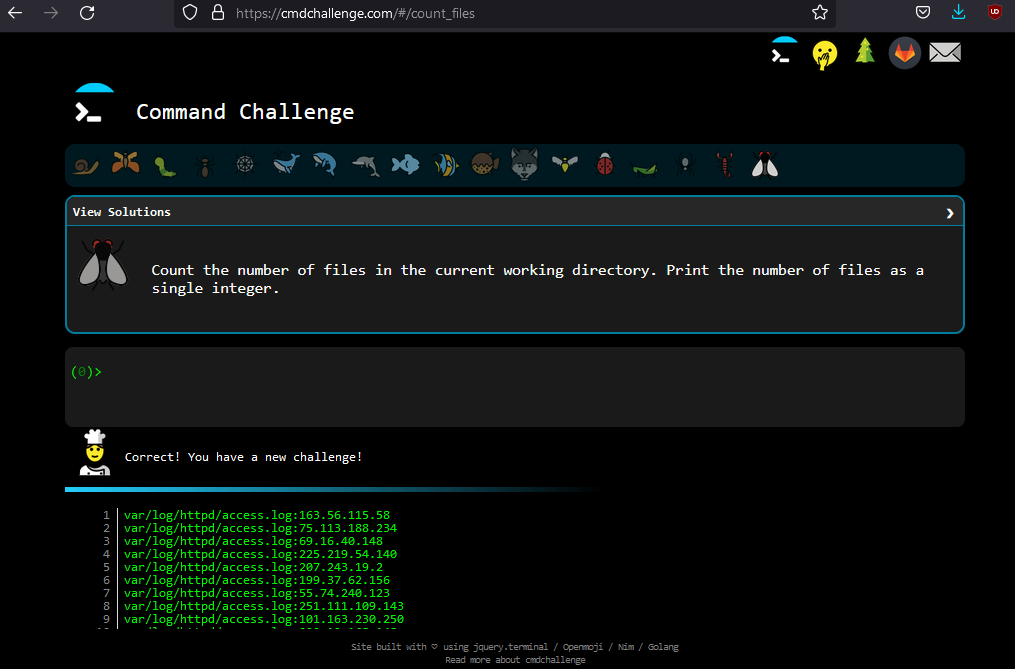 https://cmdchallenge.com/#/count_files
Command Challenge
View Solutions
Count the number of files in the current working directory. Print the number of files as a
single integer.
(0)>
Correct! You have a new challenge!
1 var/log/httpd/access.log:163.56.115.58
2 var/log/httpd/access.log:75.113.188.234
3 var/log/httpd/access.log:69.16.40.148
4 var/log/httpd/access.log:225.219.54.140
5 var/log/httpd/access.log:207.243.19.2
6 var/log/httpd/access.log:199.37.62.156
7 var/log/httpd/access.log:55.74.240.123
8 var/log/httpd/access.log:251.111.109.143
9 var/log/httpd/access.log:101.163.230.250
Site built with ♡ using jquery.terminal / Openmoji / Nim / Golang
Read more about cmdchallenge